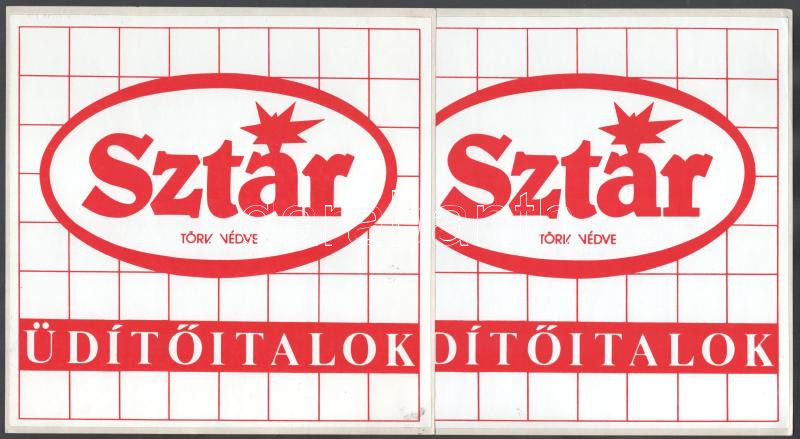 Sztár
TÖRV. VÉDVE
ÜDÍTŐITALOK
Sztár
TÖRV. VÉDVE
DÍTŐITALOK